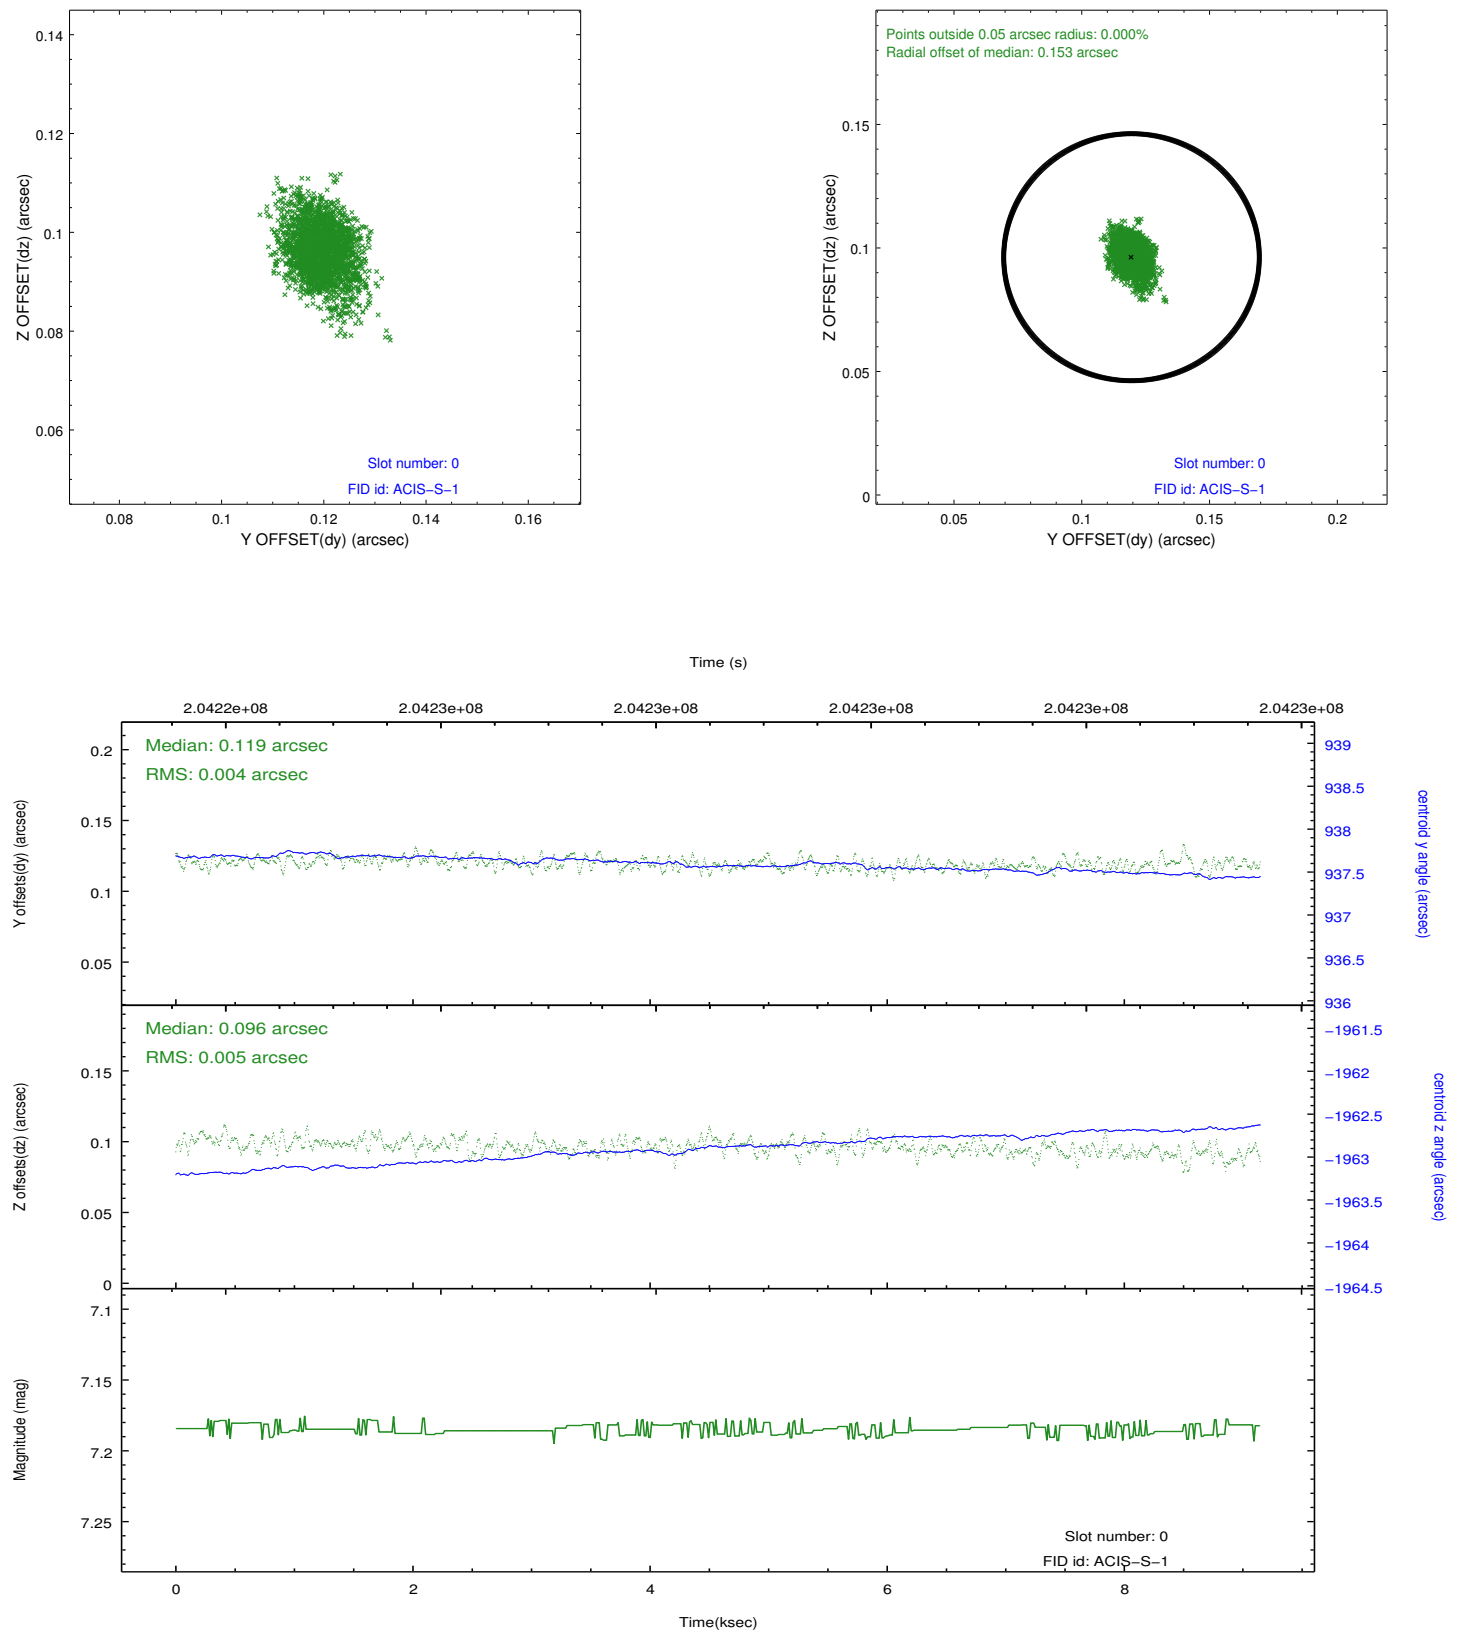 0.14
0.12
0.1
0.08
0.06
Z OFFSET(dz) (arcsec)
Slot number: 0
FID id: ACIS−S−1
0.08 0.1 0.12 0.14 0.16
Y OFFSET(dy) (arcsec)
Points outside 0.05 arcsec radius: 0.000%
Radial offset of median: 0.153 arcsec
0.15
0.1
0.05
0
Z OFFSET(dz) (arcsec)
Slot number: 0
FID id: ACIS−S−1
0.05 0.1 0.15 0.2
Y OFFSET(dy) (arcsec)
Time (s)
2.0422e+08 2.0423e+08 2.0423e+08 2.0423e+08 2.0423e+08 2.0423e+08
Median: 0.119 arcsec
RMS: 0.004 arcsec
0.2
0.15
0.1
0.05
Y offsets(dy) (arcsec)
939
938.5
938
937.5
937
936.5
936
centroid y angle (arcsec)
Median: 0.096 arcsec
RMS: 0.005 arcsec
0.15
0.1
0.05
0
Z offsets(dz) (arcsec)
−1961.5
−1962
−1962.5
−1963
−1963.5
−1964
−1964.5
centroid z angle (arcsec)
7.1
7.15
7.2
7.25
Magnitude (mag)
Slot number: 0
FID id: ACIS−S−1
0 2 4 6 8
Time(ksec)